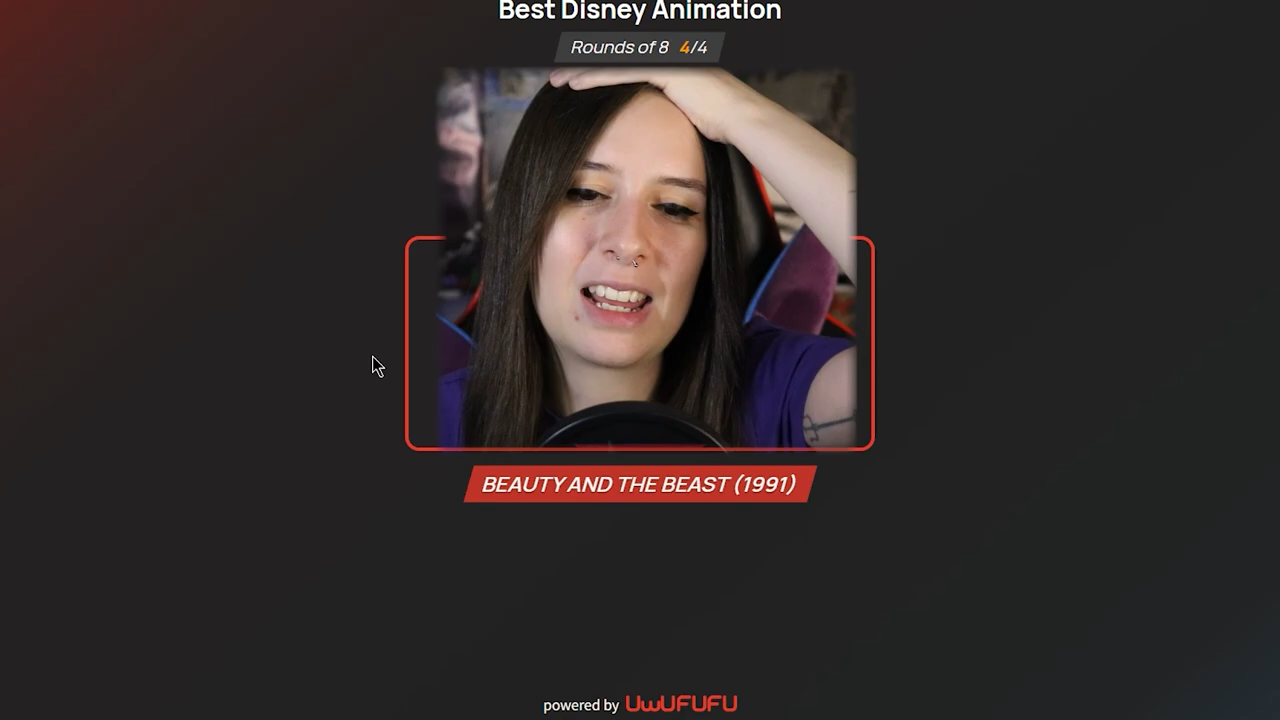 Best Disney Animation
Rounds of 8 4/4
BEAUTY AND THE BEAST (1991)
powered by UwUFUFU